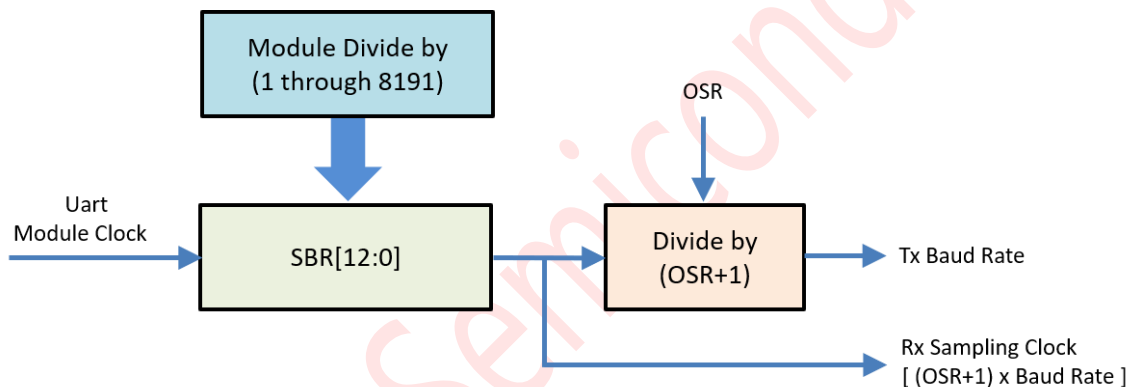 Module Divide by
(1 through 8191)
OSR
Uart
Module Clock
SBR[12:0]
Divide by
(OSR+1)
Tx Baud Rate
Rx Sampling Clock
[ (OSR+1) x Baud Rate ]
Semicond